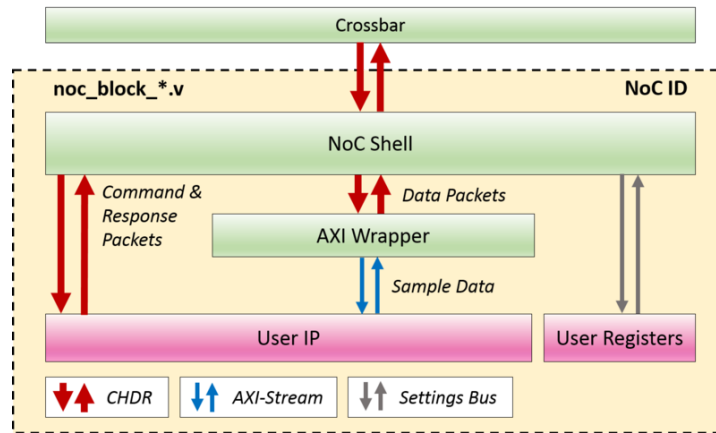 Crossbar
noc_block_*.v
NoC ID
NoC Shell
Command &
Response
Packets
Data Packets
AXI Wrapper
Sample Data
User IP
User Registers
CHDR
AXI-Stream
Settings Bus